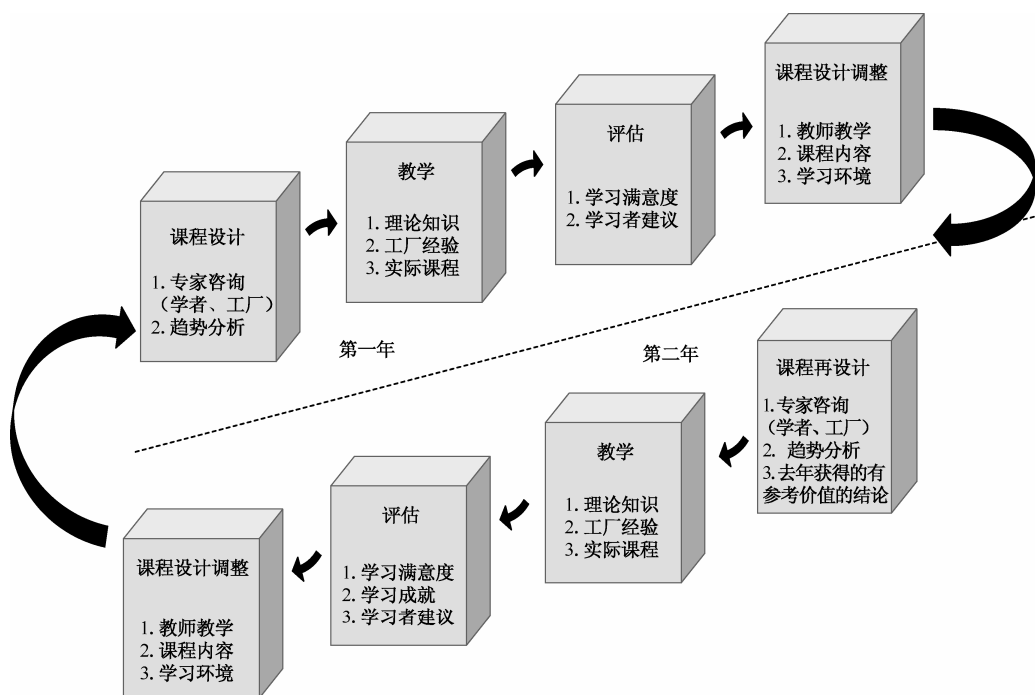 课程设计
1. 专家咨询
（学者、工厂）
2. 趋势分析
教学
1. 理论知识
2. 工厂经验
3. 实际课程
评估
1. 学习满意度
2. 学习者建议
课程设计调整
1. 教师教学
2. 课程内容
3. 学习环境
第一年
第二年
课程再设计
1.专家咨询
（学者、工厂）
2. 趋势分析
3.去年获得的有
参考价值的结论
教学
1. 理论知识
2. 工厂经验
3. 实际课程
评估
1. 学习满意度
2. 学习成就
3. 学习者建议
课程设计调整
1. 教师教学
2. 课程内容
3. 学习环境